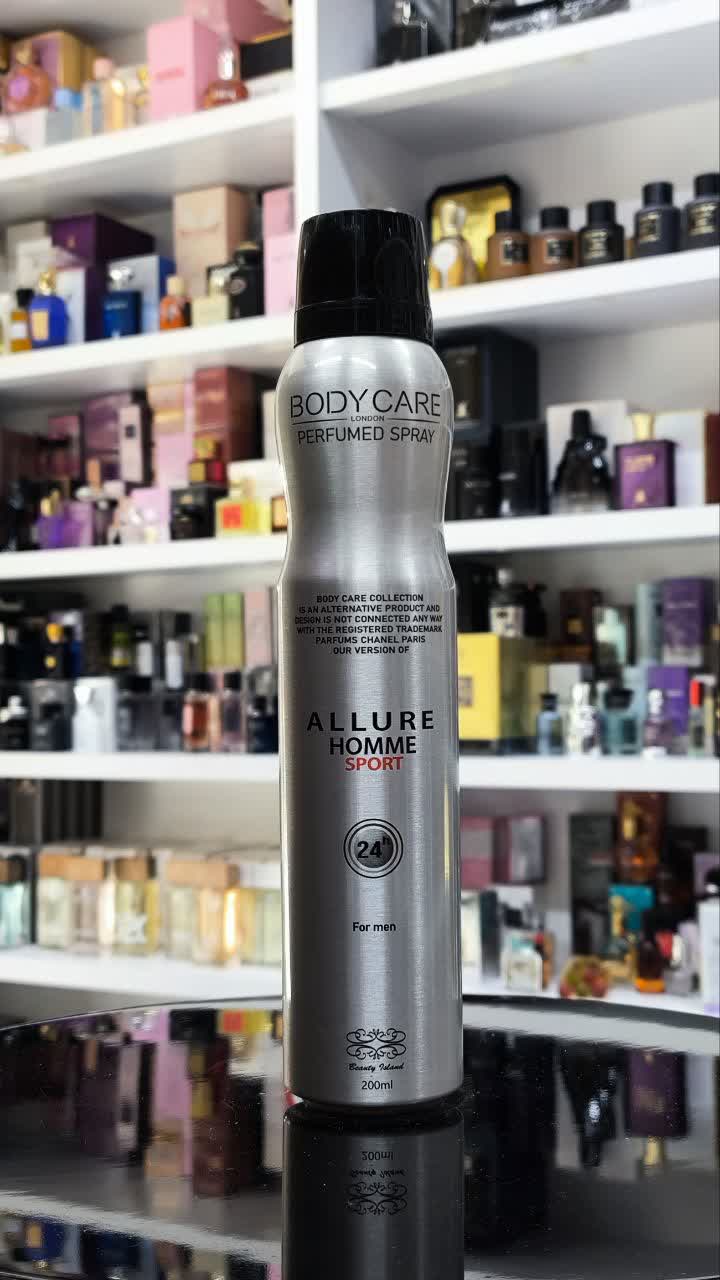 BODY CARE
LONDON
PERFUMED SPRAY
BODY CARE COLLECTION
IS AN ALTERNATIVE PRODUCT AND
DESIGN IS NOT CONNECTED ANY WAY
WITH THE REGISTERED TRADEMARK
PARFUMS CHANEL PARIS
OUR VERSION OF
ALLURE
HOMME
SPORT
24h
For men
Beauty Island
200ml